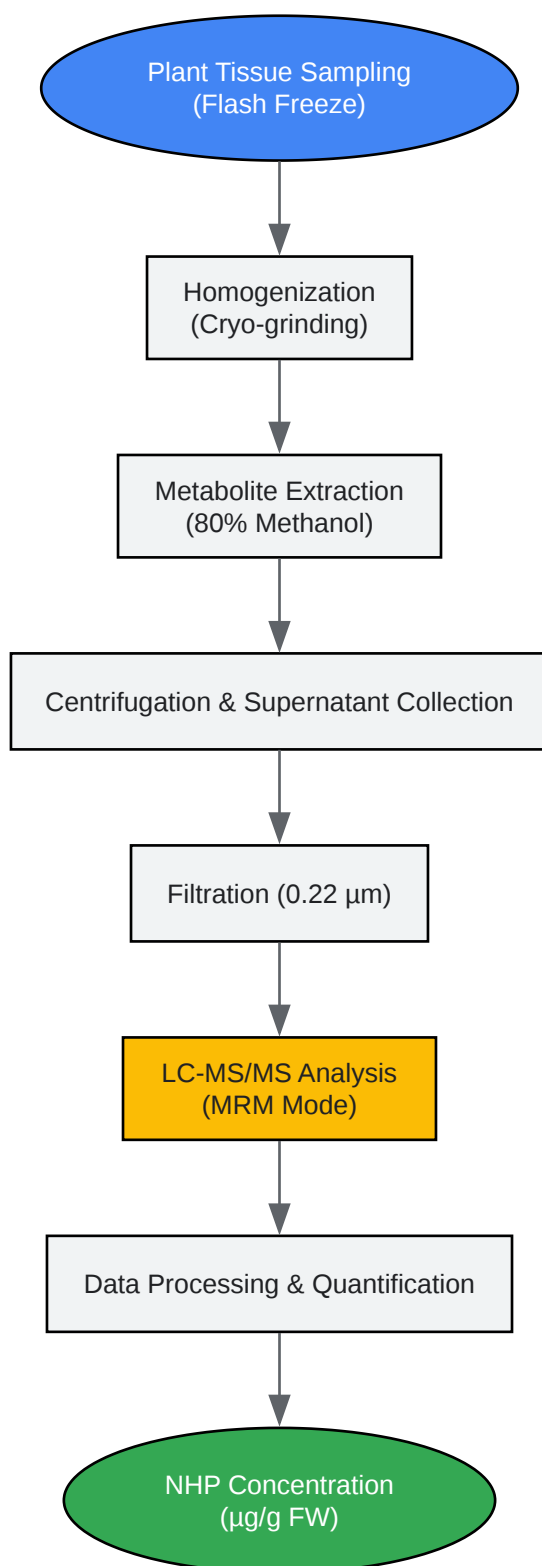 Plant Tissue Sampling
(Flash Freeze)
Homogenization
(Cryo-grinding)
Metabolite Extraction
(80% Methanol)
Centrifugation & Supernatant Collection
Filtration (0.22 µm)
LC-MS/MS Analysis
(MRM Mode)
Data Processing & Quantification
NHP Concentration
(µg/g FW)